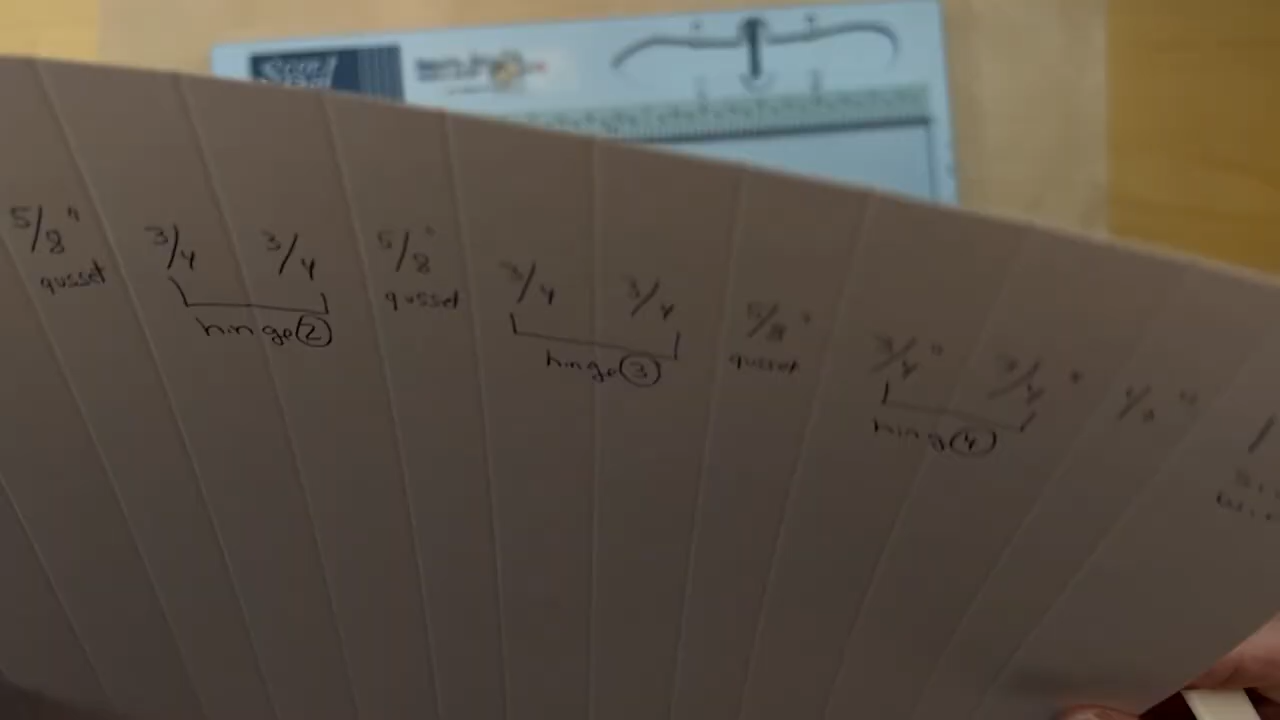 5/8" 3/4 3/4 5/8" 3/4 3/4 5/8" 3/4" 3/4"
gusset hinge ② gusset hinge ③ gusset hing ④